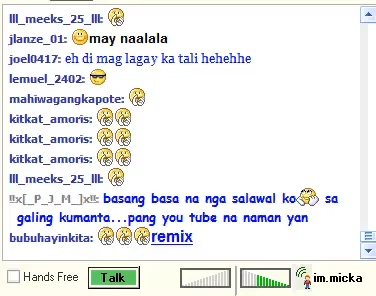 lll_meeks_25_lll:
jlanze_01: may naalala
joel0417: eh di mag lagay ka tali hehehhe
lemuel_2402:
mahiwagangkapote:
kitkat_amoris:
kitkat_amoris:
kitkat_amoris:
lll_meeks_25_lll:
!!x[_P_J_M_]x!!: basang basa na nga salawal ko sa
galing kumanta...pang you tube na naman yan
bubuhayinkita: remix
Hands Free Talk im.micka